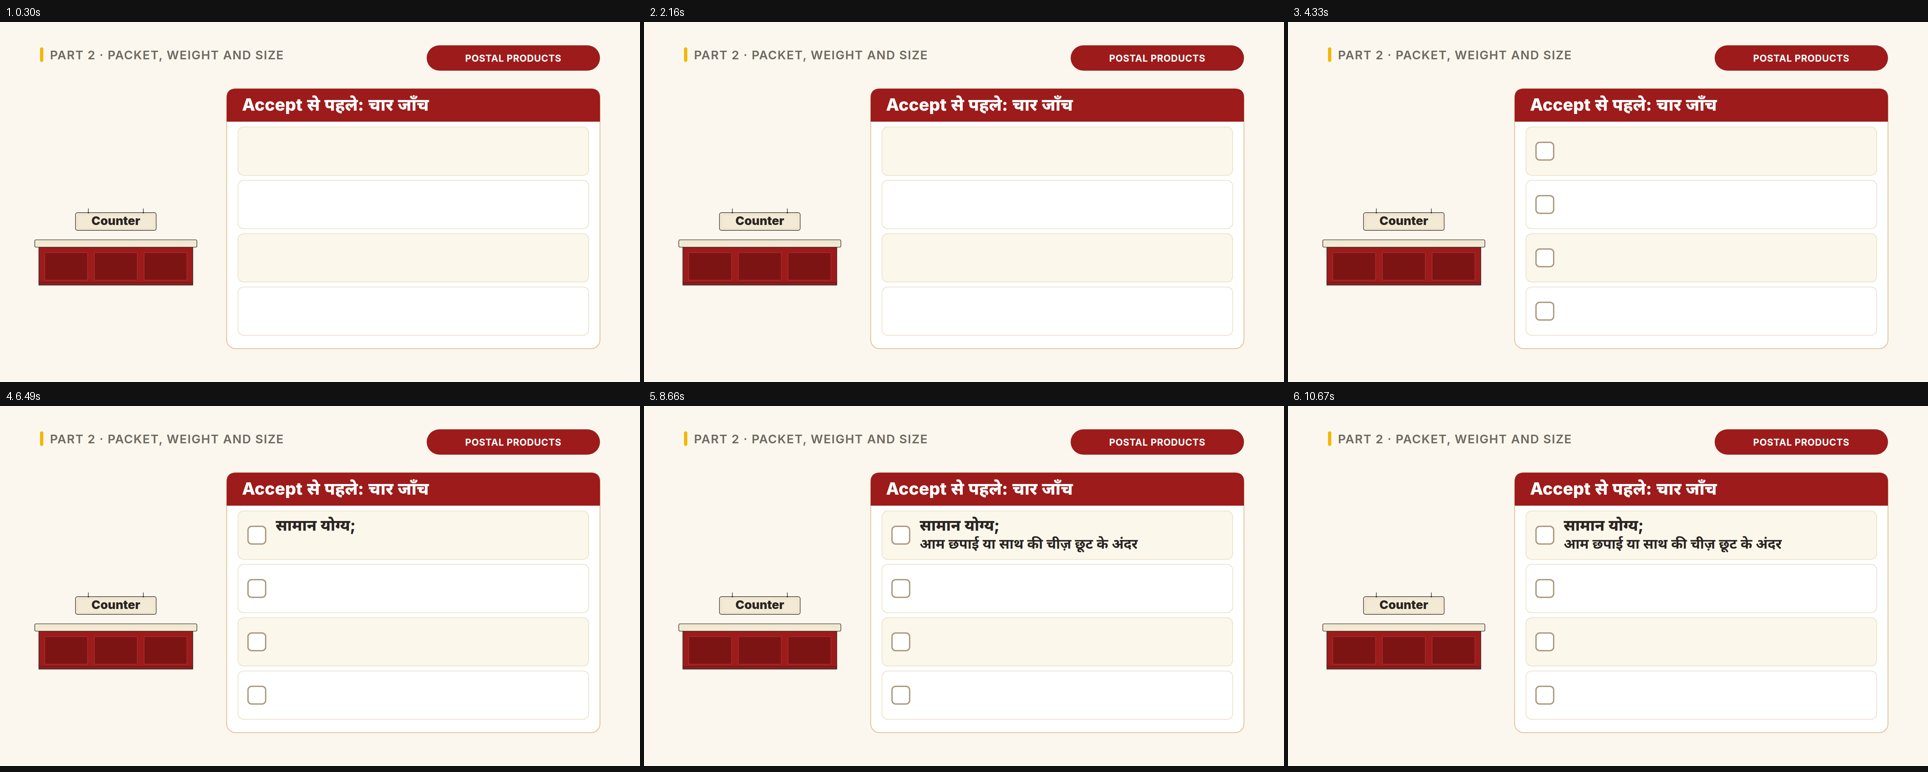 1. 0.30s
PART 2 · PACKET, WEIGHT AND SIZE
POSTAL PRODUCTS
Accept से पहले: चार जाँच
Counter
2. 2.16s
PART 2 · PACKET, WEIGHT AND SIZE
POSTAL PRODUCTS
Accept से पहले: चार जाँच
Counter
3. 4.33s
PART 2 · PACKET, WEIGHT AND SIZE
POSTAL PRODUCTS
Accept से पहले: चार जाँच
Counter
4. 6.49s
PART 2 · PACKET, WEIGHT AND SIZE
POSTAL PRODUCTS
Accept से पहले: चार जाँच
सामान योग्य;
Counter
5. 8.66s
PART 2 · PACKET, WEIGHT AND SIZE
POSTAL PRODUCTS
Accept से पहले: चार जाँच
सामान योग्य;
आम छपाई या साथ की चीज़ छूट के अंदर
Counter
6. 10.67s
PART 2 · PACKET, WEIGHT AND SIZE
POSTAL PRODUCTS
Accept से पहले: चार जाँच
सामान योग्य;
आम छपाई या साथ की चीज़ छूट के अंदर
Counter